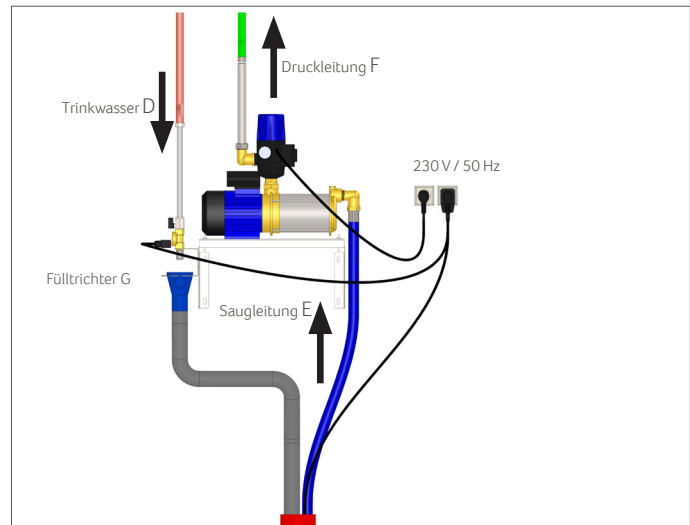 Druckleitung F
Trinkwasser D
230 V / 50 Hz
Fülltrichter G
Saugleitung E